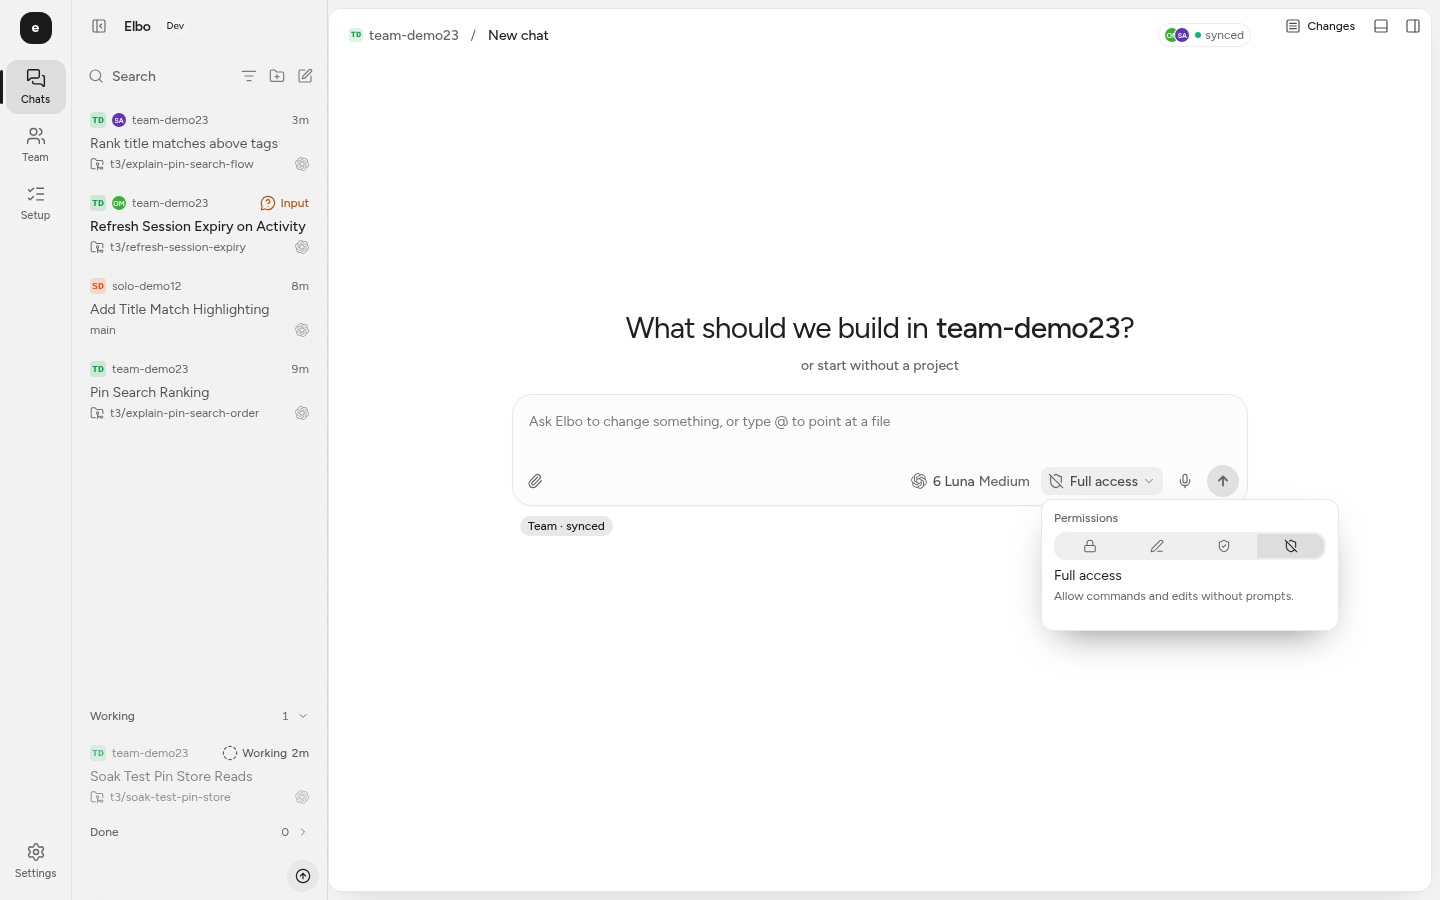 e
Chats
Team
Setup
Settings
Elbo Dev
Search
TD SA team-demo23 3m
Rank title matches above tags
t3/explain-pin-search-flow
TD OM team-demo23 Input
Refresh Session Expiry on Activity
t3/refresh-session-expiry
SD solo-demo12 8m
Add Title Match Highlighting
main
TD team-demo23 9m
Pin Search Ranking
t3/explain-pin-search-order
Working 1
TD team-demo23 Working 2m
Soak Test Pin Store Reads
t3/soak-test-pin-store
Done 0
TD team-demo23 / New chat
SA synced
Changes
What should we build in team-demo23?
or start without a project
Ask Elbo to change something, or type @ to point at a file
6 Luna Medium Full access
Team · synced
Permissions
Full access
Allow commands and edits without prompts.